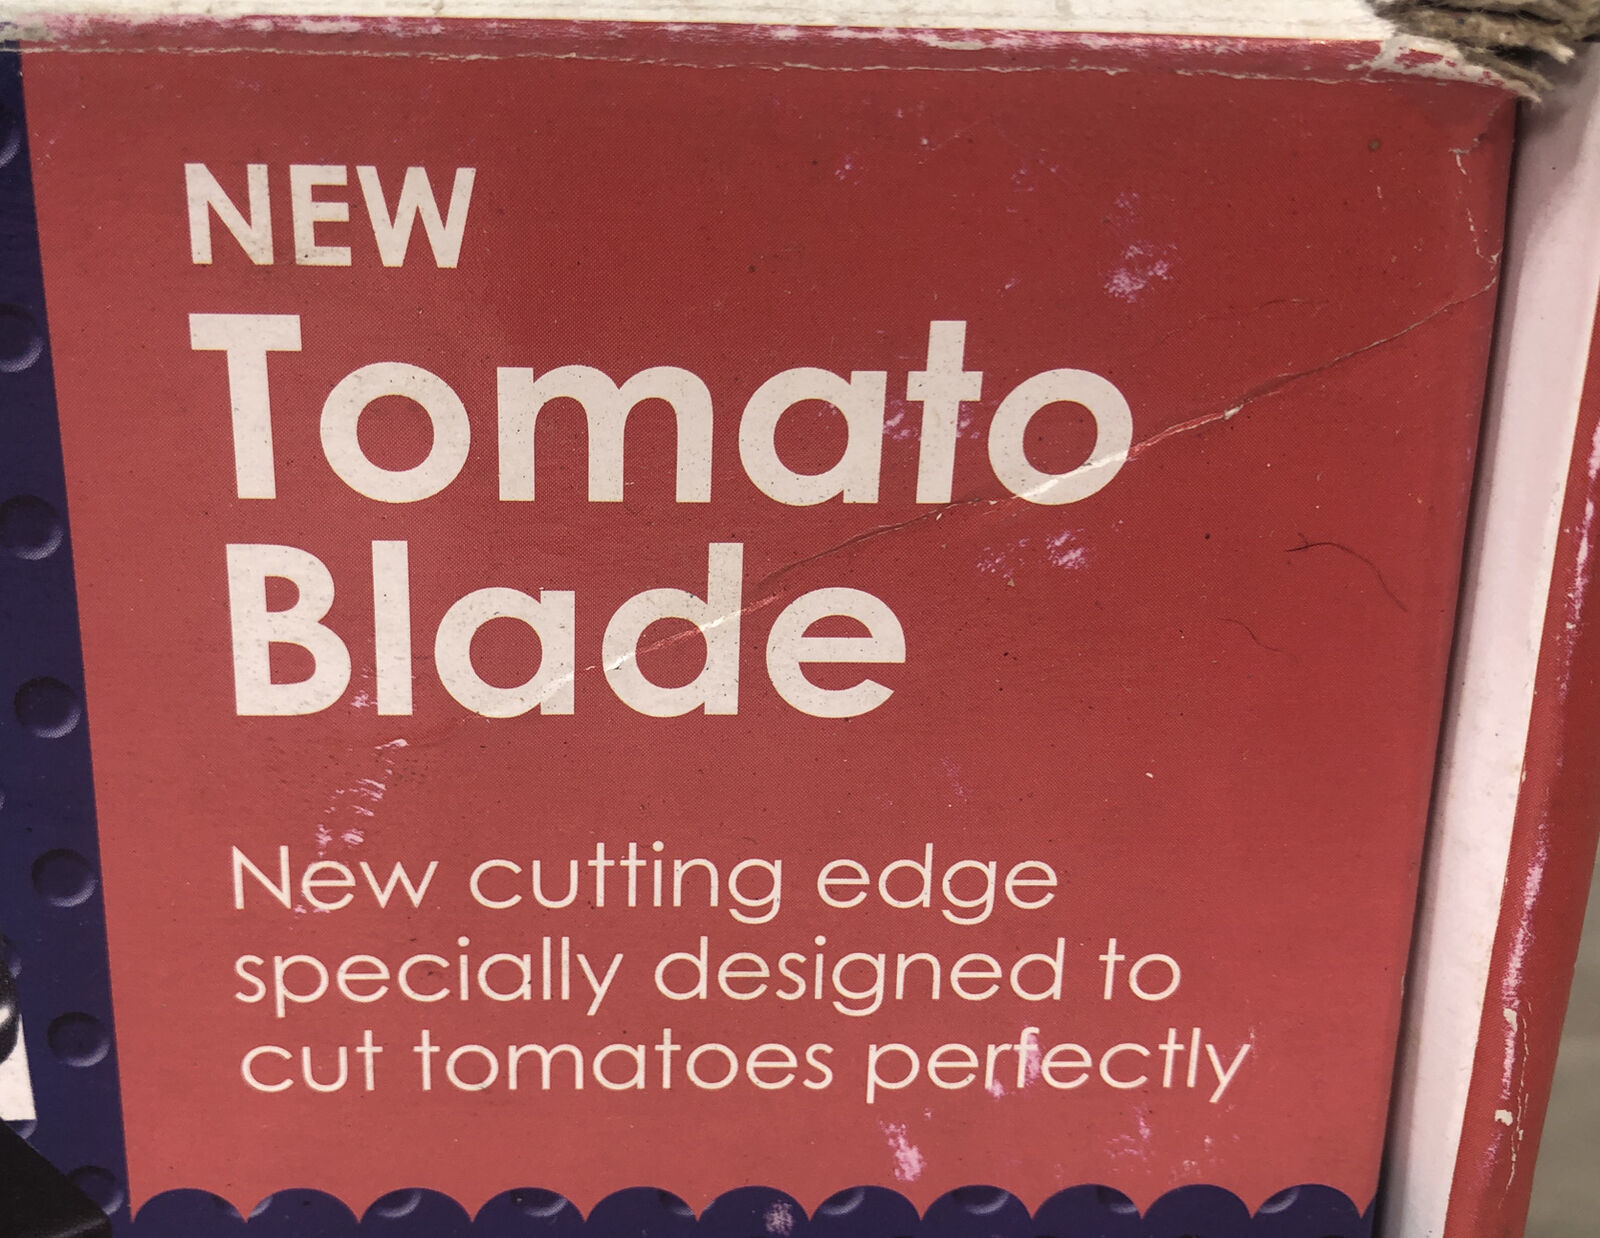 NEW
Tomato
Blade
New cutting edge
specially designed to
cut tomatoes perfectly